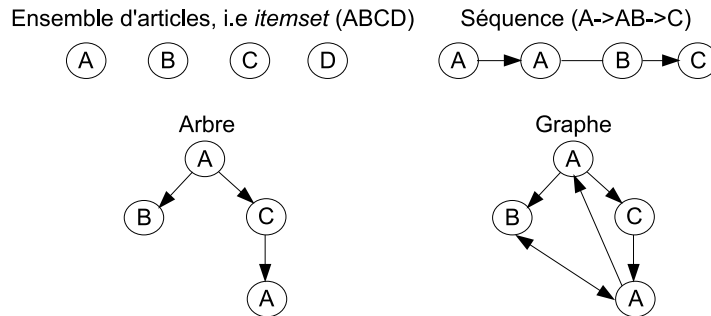 Ensemble d'articles, i.e itemset (ABCD)
A B C D
Séquence (A->AB->C)
A A B C
Arbre
A
B C
A
Graphe
A
B C
A